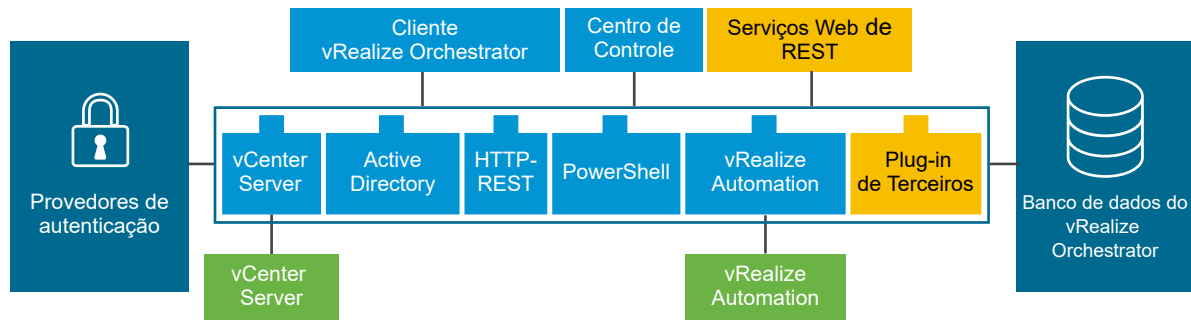 Cliente
vRealize Orchestrator
Centro de
Controle
Serviços Web de
REST
Provedores de
autenticação
vCenter
Server
Active
Directory
HTTP-
REST
PowerShell
vRealize
Automation
Plug-in
de Terceiros
Banco de dados do
vRealize
Orchestrator
vCenter
Server
vRealize
Automation